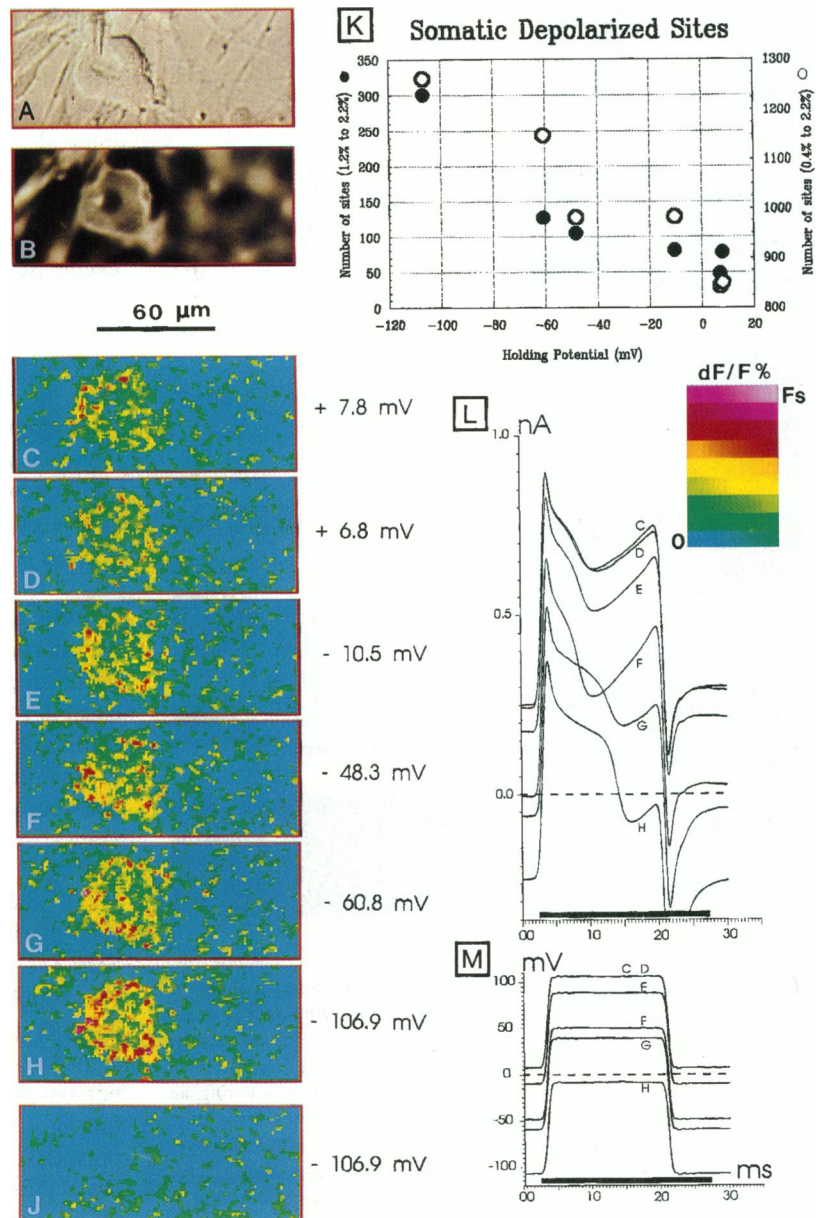 A
B
60 µm
C
+ 7.8 mV
D
+ 6.8 mV
E
- 10.5 mV
F
- 48.3 mV
G
- 60.8 mV
H
- 106.9 mV
J
- 106.9 mV
K
Somatic Depolarized Sites
Number of sites (1.2% to 2.2%)
350
300
250
200
150
100
50
0
Number of sites (0.4% to 2.2%)
1300
1200
1100
1000
900
800
-120
-100
-80
-60
-40
-20
0
20
Holding Potential (mV)
dF/F %
Fs
0
L
nA
1.0
0.5
0.0
C
D
E
F
G
H
00
10
20
30
M
mV
100
50
0
-50
-100
C D
E
F
G
H
00
10
20
30
ms